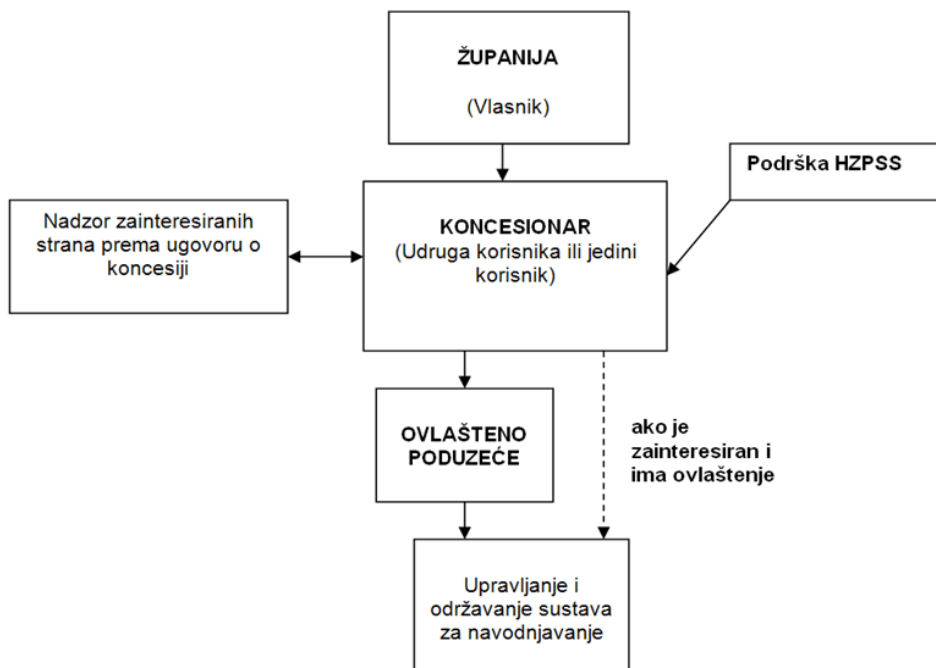 ŽUPANIJA
(Vlasnik)
Podrška HZPSS
Nadzor zainteresiranih
strana prema ugovoru o
koncesiji
KONCESIONAR
(Udruga korisnika ili jedini
korisnik)
OVLAŠTENO
PODUZEĆE
ako je
zainteresiran i
ima ovlaštenje
Upravljanje i
održavanje sustava
za navodnjavanje